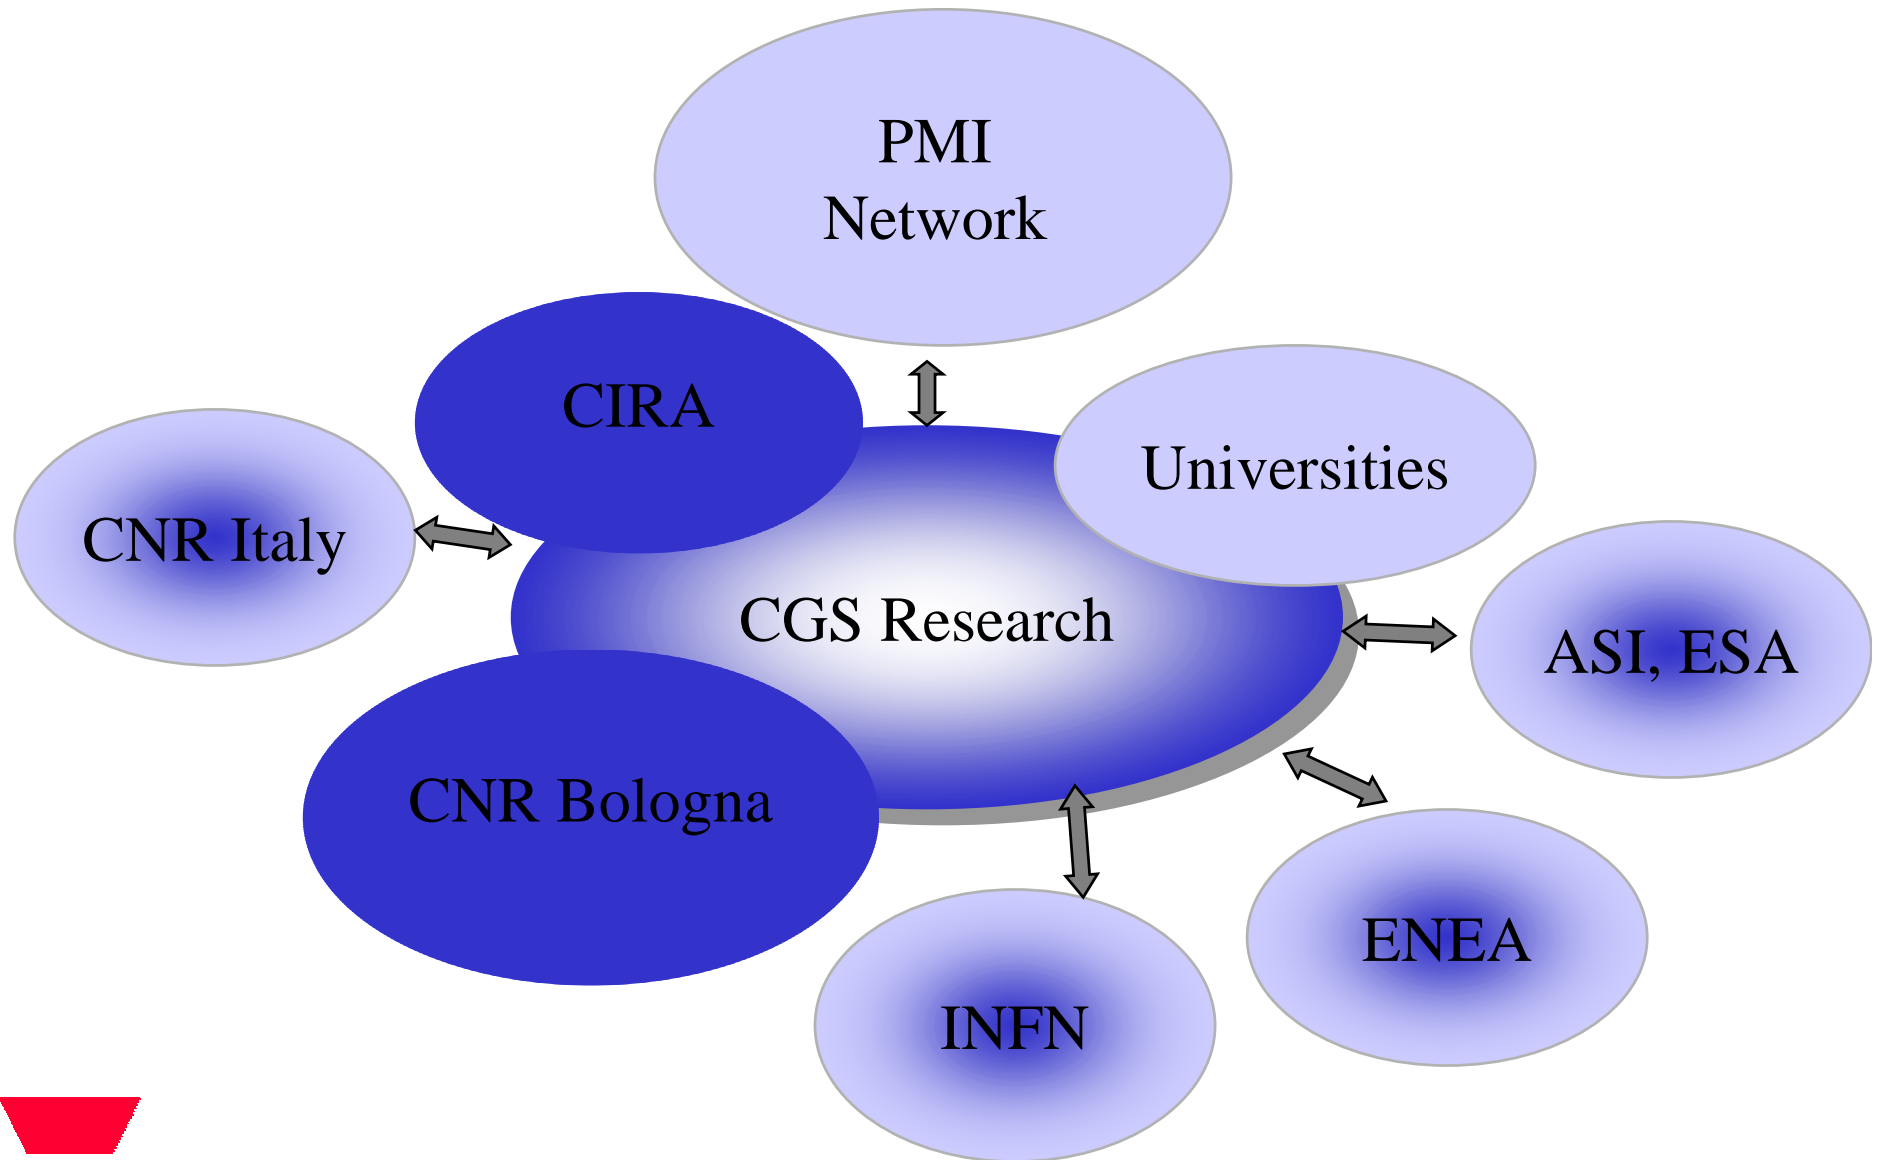 PMI
Network
CIRA
Universities
CNR Italy
CGS Research
ASI, ESA
CNR Bologna
ENEA
INFN